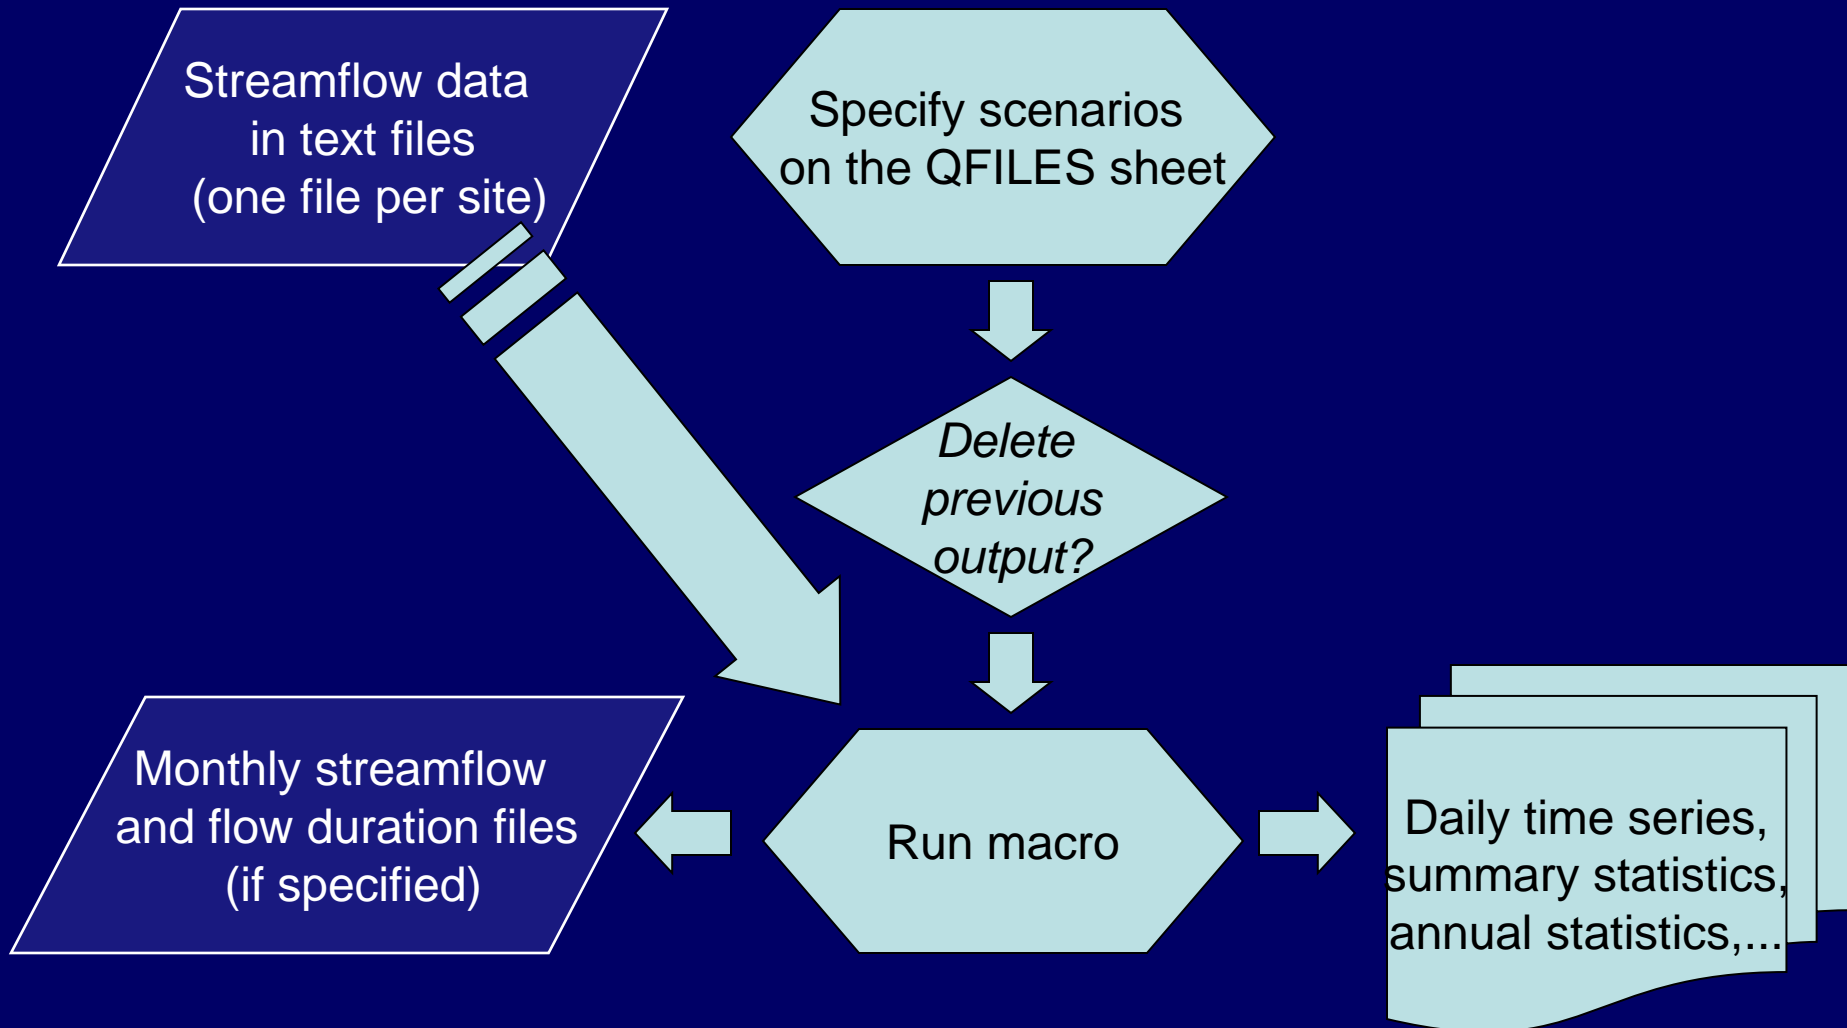 Streamflow data
in text files
(one file per site)
Specify scenarios
on the QFILES sheet
Delete
previous
output?
Monthly streamflow
and flow duration files
(if specified)
Run macro
Daily time series,
summary statistics,
annual statistics,...